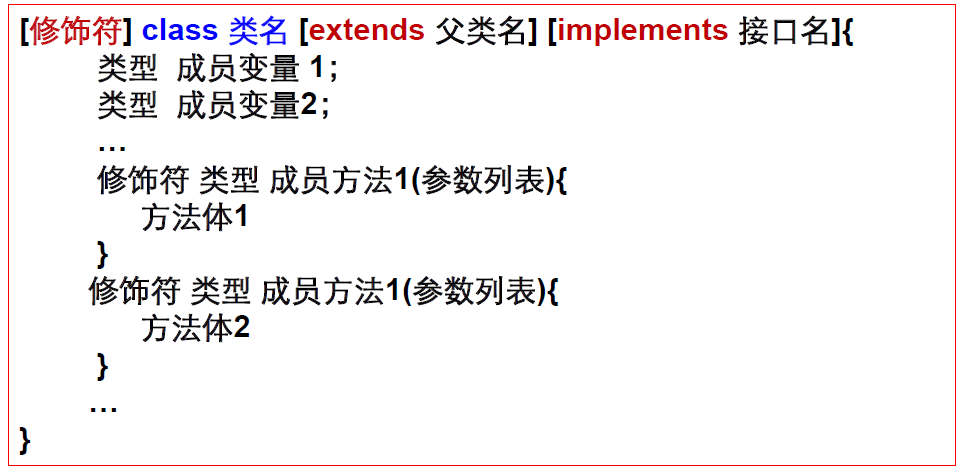 [修饰符] class 类名 [extends 父类名] [implements 接口名]{
类型 成员变量 1;
类型 成员变量2;
…
修饰符 类型 成员方法1(参数列表){
方法体1
}
修饰符 类型 成员方法1(参数列表){
方法体2
}
…
}